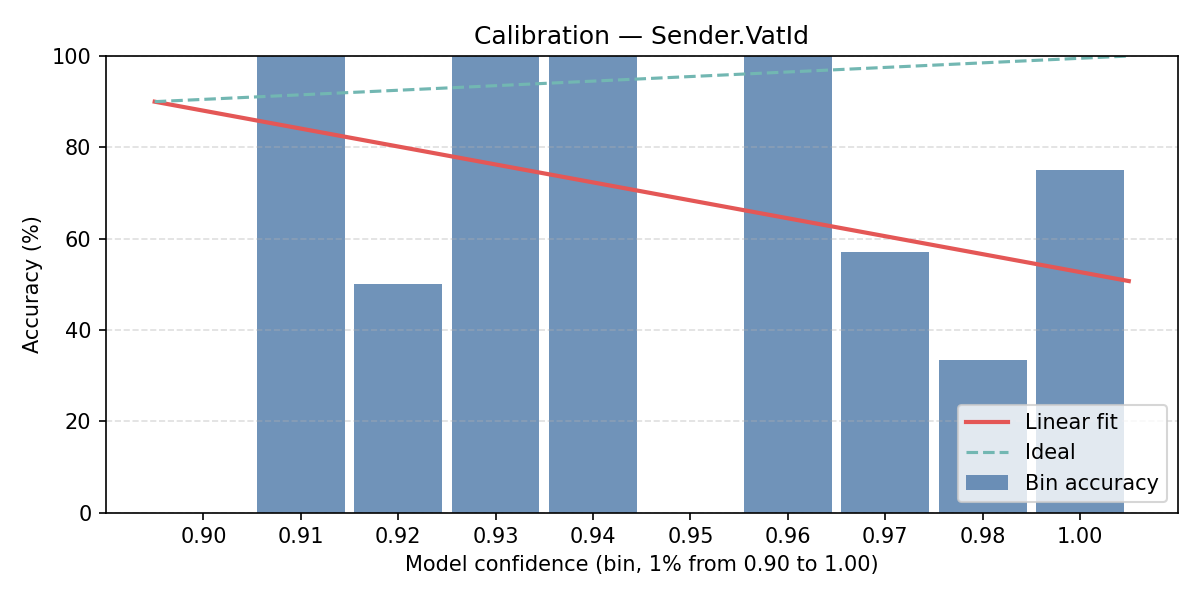 Calibration — Sender.VatId
Accuracy (%)
100
80
60
40
20
0
0.90 0.91 0.92 0.93 0.94 0.95 0.96 0.97 0.98 1.00
Model confidence (bin, 1% from 0.90 to 1.00)
Linear fit
Ideal
Bin accuracy